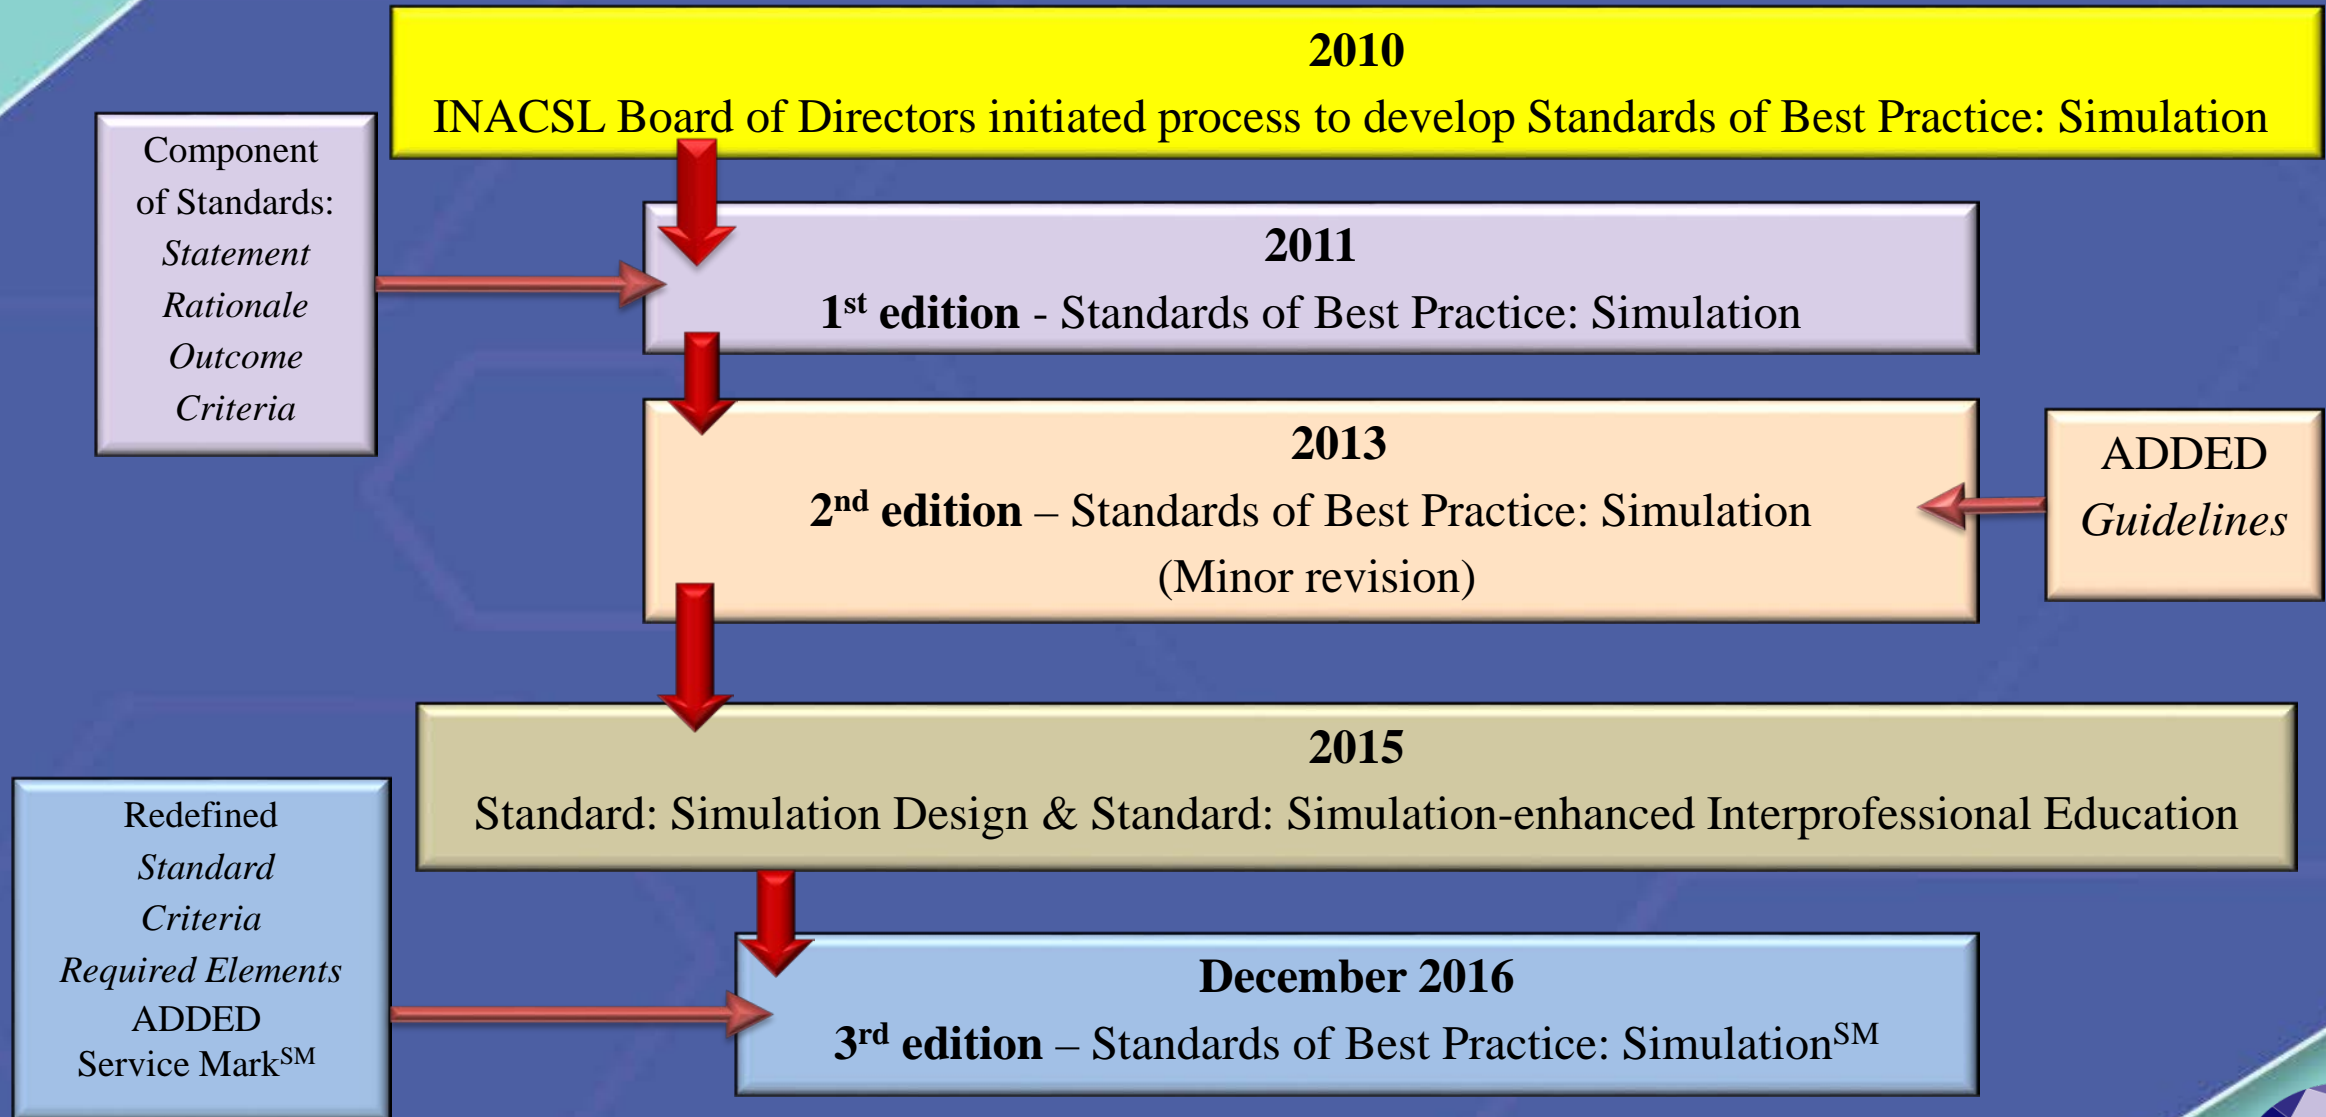 2010
INACSL Board of Directors initiated process to develop Standards of Best Practice: Simulation
Component
of Standards:
Statement
Rationale
Outcome
Criteria
2011
1st edition - Standards of Best Practice: Simulation
2013
2nd edition – Standards of Best Practice: Simulation
(Minor revision)
ADDED
Guidelines
2015
Standard: Simulation Design & Standard: Simulation-enhanced Interprofessional Education
Redefined
Standard
Criteria
Required Elements
ADDED
Service MarkSM
December 2016
3rd edition – Standards of Best Practice: SimulationSM